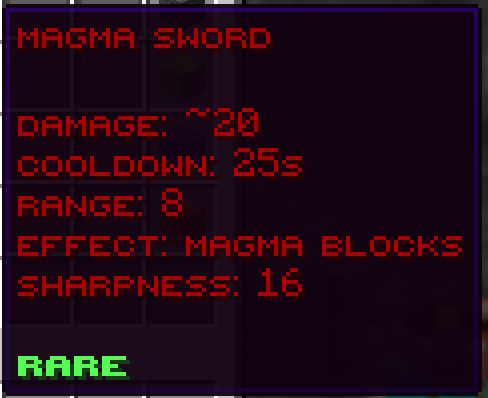 MAGMA SWORD
DAMAGE: ~20
COOLDOWN: 25s
RANGE: 8
EFFECT: MAGMA BLOCKS
SHARPNESS: 16
RARE